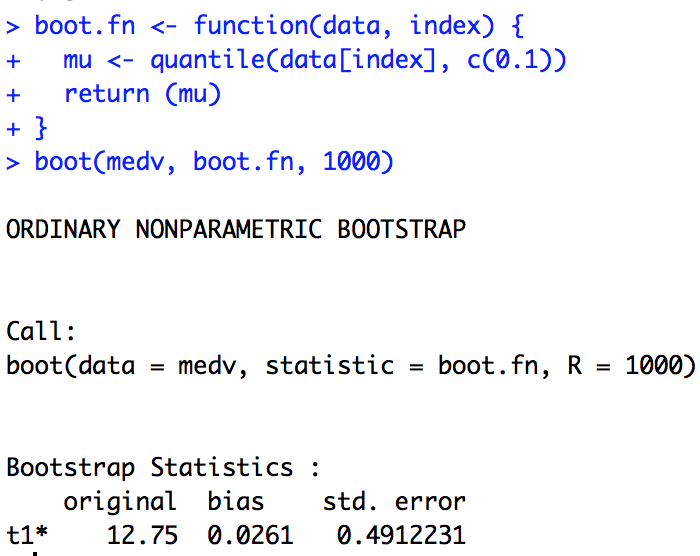 > boot.fn <- function(data, index) {
+   mu <- quantile(data[index], c(0.1))
+   return (mu)
+ }
> boot(medv, boot.fn, 1000)
ORDINARY NONPARAMETRIC BOOTSTRAP
Call:
boot(data = medv, statistic = boot.fn, R = 1000)
Bootstrap Statistics :
    original  bias    std. error
t1*    12.75  0.0261   0.4912231